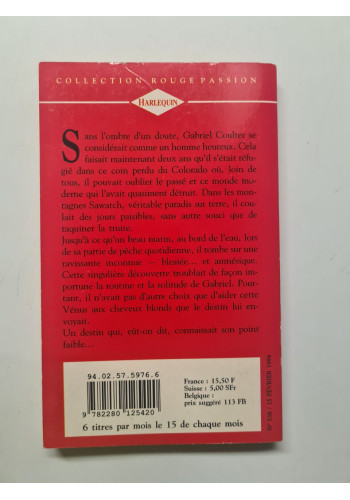 COLLECTION ROUGE PASSION
HARLEQUIN
Sans l'ombre d'un doute, Gabriel Coulter se
considérait comme un homme heureux. Cela
faisait maintenant deux ans qu'il s'était réfu-
gié dans ce coin perdu du Colorado où, loin de
de tous, il pouvait oublier le passé et ce monde mo-
derne qui l'avait quasiment détruit. Dans les mon-
tagnes Sawatch, véritable paradis sur terre, il cou-
lait des jours paisibles, sans autre souci que de
taquiner la truite.
Jusqu'à ce qu'un beau matin, au bord de l'eau, lors
de sa partie de pêche quotidienne, il tombe sur une
ravissante inconnue — blessée... et amnésique.
Cette singulière découverte troublait de façon im-
portune la routine et la solitude de Gabriel. Pour-
tant, il n'avait pas d'autre choix que d'aider cette
Vénus aux cheveux blonds que le destin lui en-
voyait.
Un destin qui, eût-on dit, connaissait son point
faible...
94.02.57.5976.6
9 782280 125420
France : 15,50 F
Suisse : 5,00 SFr
Belgique :
prix suggéré 113 FB
6 titres par mois le 15 de chaque mois
15 FÉVRIER 1994